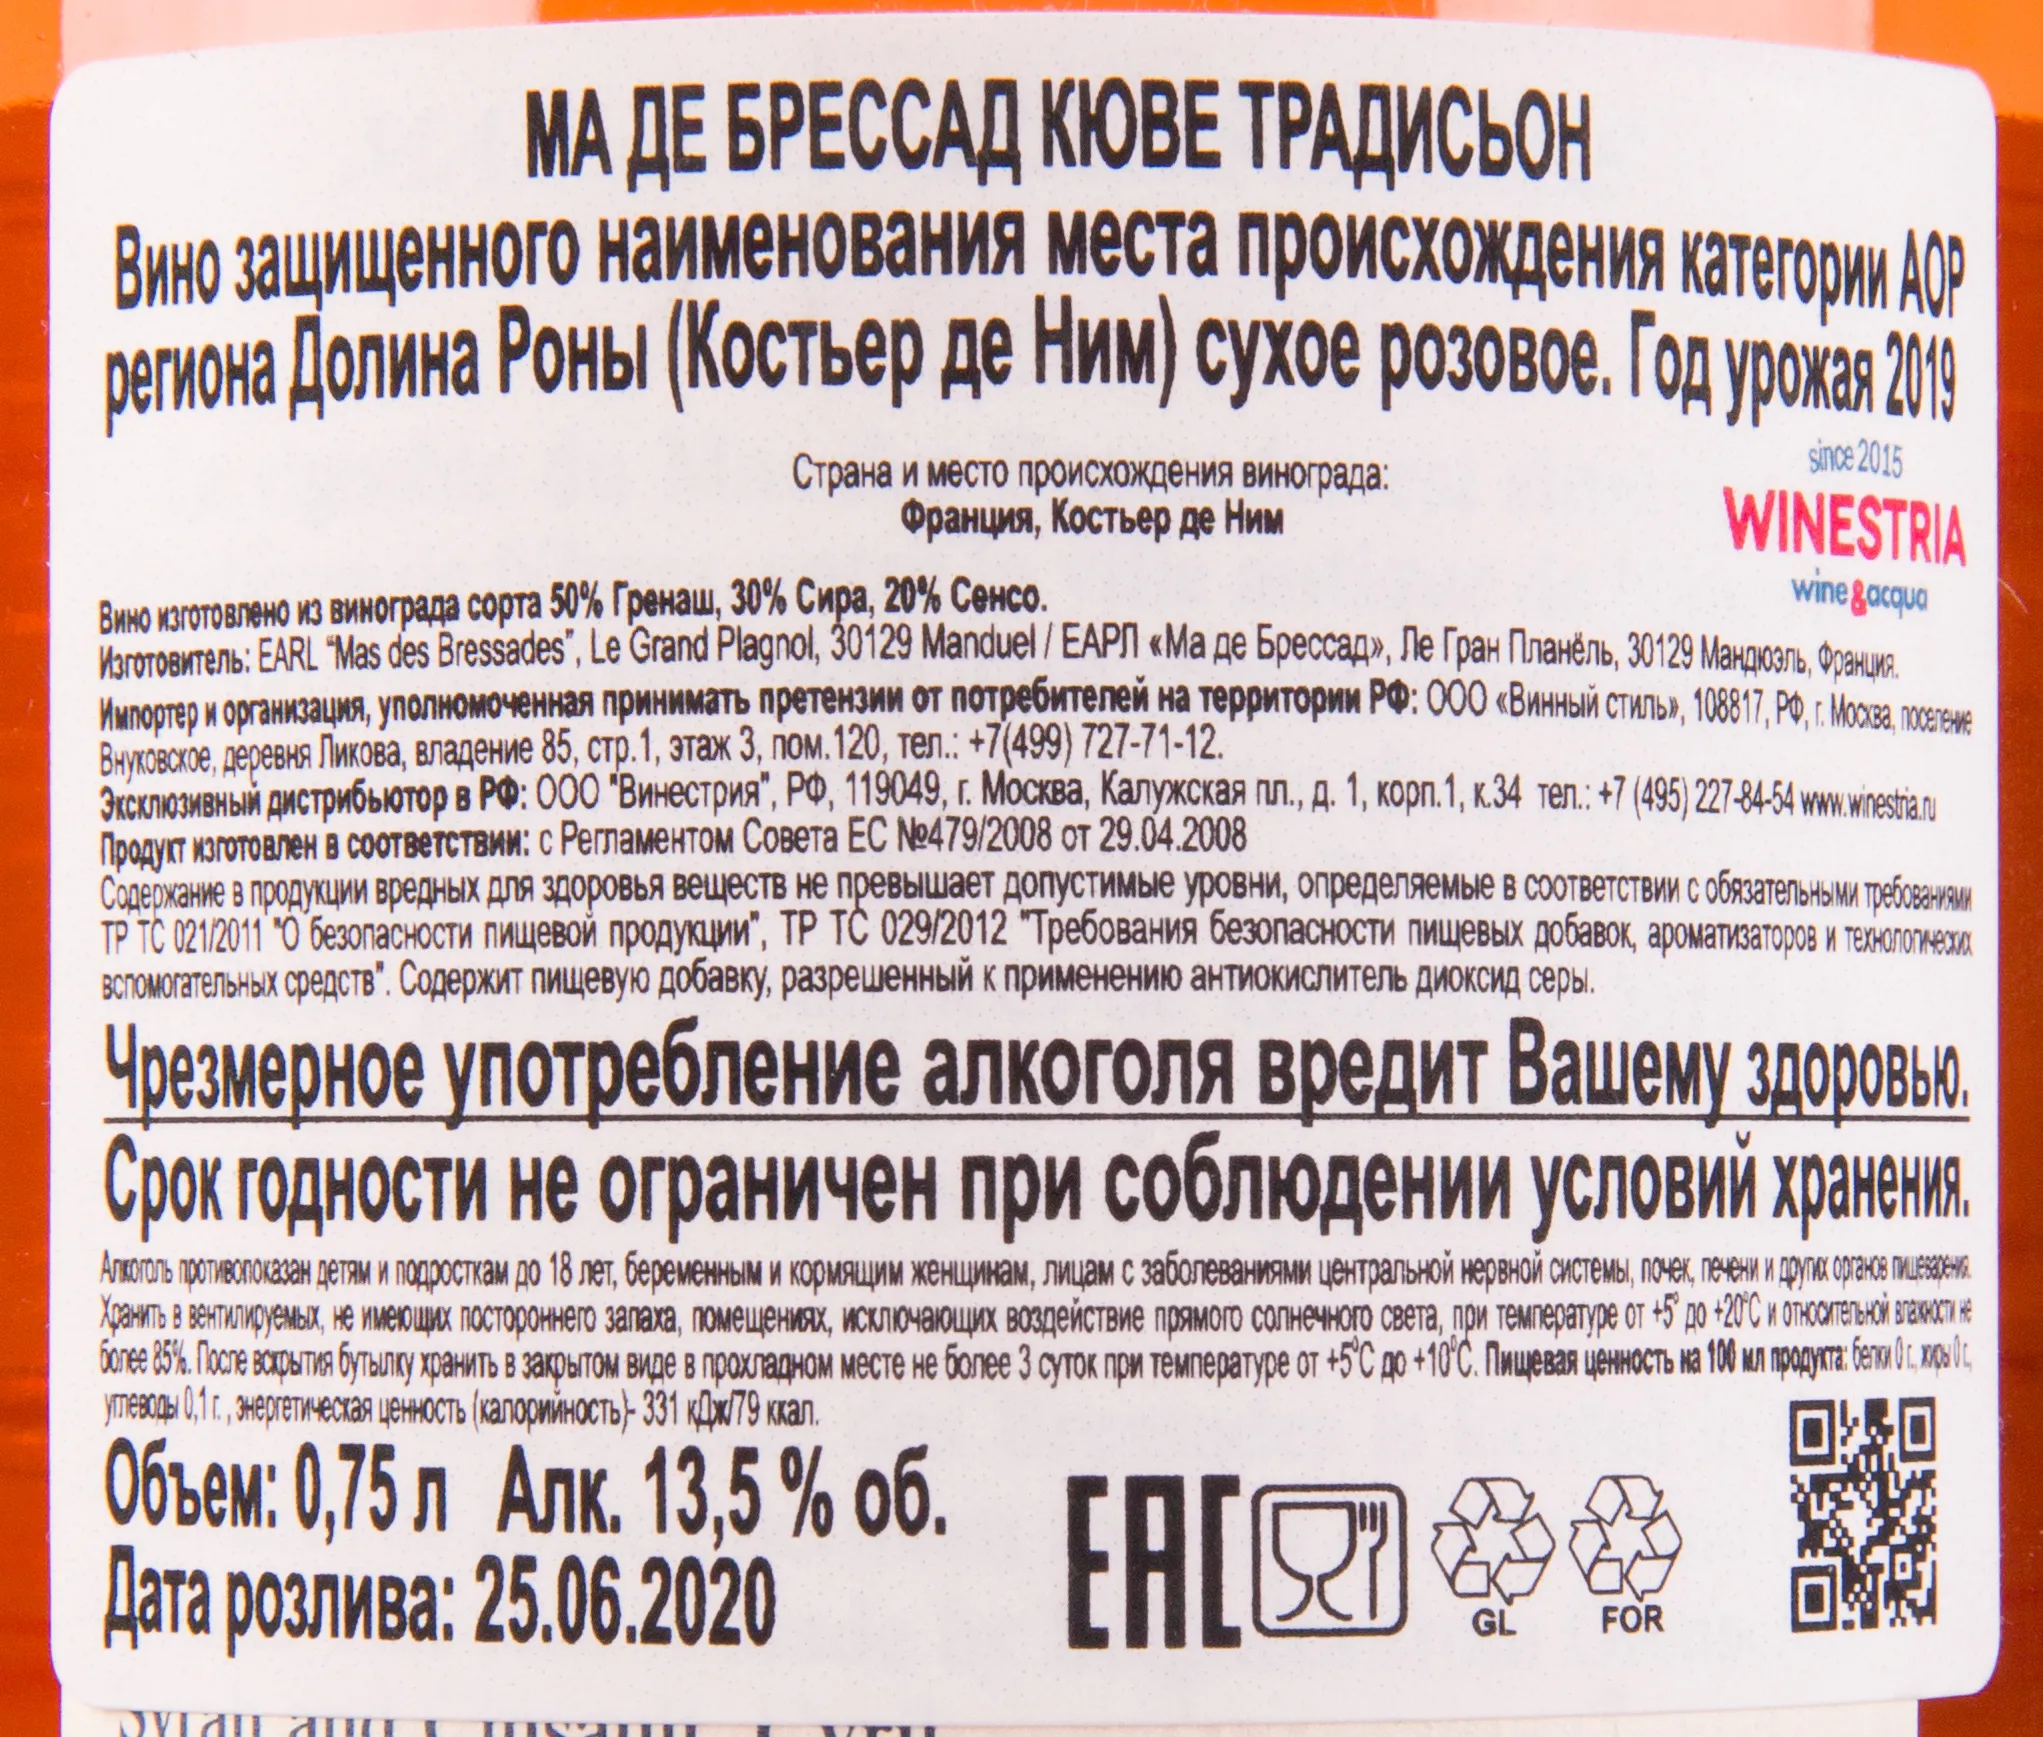 МА ДЕ БРЕССАД КЮВЕ ТРАДИСЬОН
Вино защищенного наименования места происхождения категории АОР
региона Долина Роны (Костьер де Ним) сухое розовое. Год урожая 2019
Страна и место происхождения винограда:
Франция, Костьер де Ним
since 2015
WINESTRIA
wine&acqua
Вино изготовлено из винограда сорта 50% Гренаш, 30% Сира, 20% Сенсо.
Изготовитель: EARL “Mas des Bressades”, Le Grand Plagnol, 30129 Manduel / ЕАРЛ «Ма де Брессад», Ле Гран Планёль, 30129 Мандюэль, Франция.
Импортер и организация, уполномоченная принимать претензии от потребителей на территории РФ: ООО «Винный стиль», 108817, РФ, г. Москва, поселение
Внуковское, деревня Ликова, владение 85, стр.1, этаж 3, пом.120, тел.: +7(499) 727-71-12.
Эксклюзивный дистрибьютор в РФ: ООО "Винестрия", РФ, 119049, г. Москва, Калужская пл., д. 1, корп.1, к.34 тел.: +7 (495) 227-84-54 www.winestria.ru
Продукт изготовлен в соответствии: с Регламентом Совета ЕС №479/2008 от 29.04.2008
Содержание в продукции вредных для здоровья веществ не превышает допустимые уровни, определяемые в соответствии с обязательными требованиями
ТР ТС 021/2011 "О безопасности пищевой продукции", ТР ТС 029/2012 "Требования безопасности пищевых добавок, ароматизаторов и технологических
вспомогательных средств". Содержит пищевую добавку, разрешенный к применению антиокислитель диоксид серы.
Чрезмерное употребление алкоголя вредит Вашему здоровью.
Срок годности не ограничен при соблюдении условий хранения.
Алкоголь противопоказан детям и подросткам до 18 лет, беременным и кормящим женщинам, лицам с заболеваниями центральной нервной системы, почек, печени и других органов пищеварения.
Хранить в вентилируемых, не имеющих постороннего запаха, помещениях, исключающих воздействие прямого солнечного света, при температуре от +5° до +20°С и относительной влажности не
более 85%. После вскрытия бутылку хранить в закрытом виде в прохладном месте не более 3 суток при температуре от +5°С до +10°С. Пищевая ценность на 100 мл продукта: белки 0 г., жиры 0 г.,
углеводы 0,1 г. , энергетическая ценность (калорийность)- 331 кДж/79 ккал.
Объем: 0,75 л Алк. 13,5 % об.
Дата розлива: 25.06.2020
ЕАС
GL
FOR